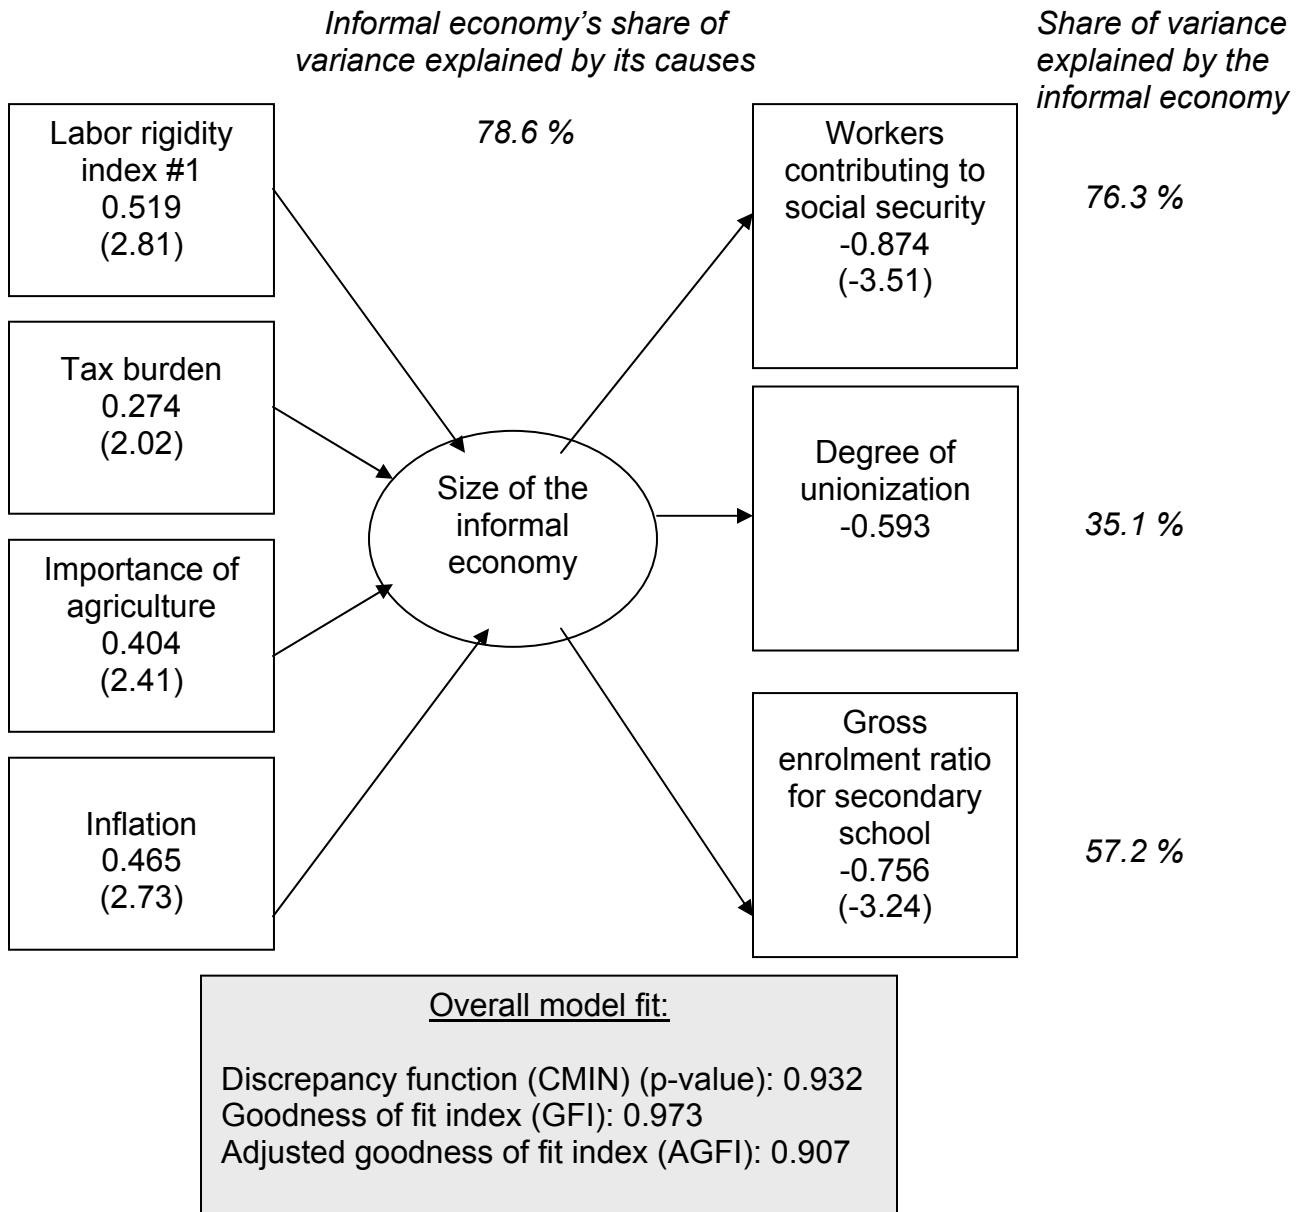 Informal economy’s share of
variance explained by its causes
78.6 %
Share of variance
explained by the
informal economy
Labor rigidity
index #1
0.519
(2.81)
Tax burden
0.274
(2.02)
Importance of
agriculture
0.404
(2.41)
Inflation
0.465
(2.73)
Size of the
informal
economy
Workers
contributing to
social security
-0.874
(-3.51)
76.3 %
Degree of
unionization
-0.593
35.1 %
Gross
enrolment ratio
for secondary
school
-0.756
(-3.24)
57.2 %
Overall model fit:
Discrepancy function (CMIN) (p-value): 0.932
Goodness of fit index (GFI): 0.973
Adjusted goodness of fit index (AGFI): 0.907